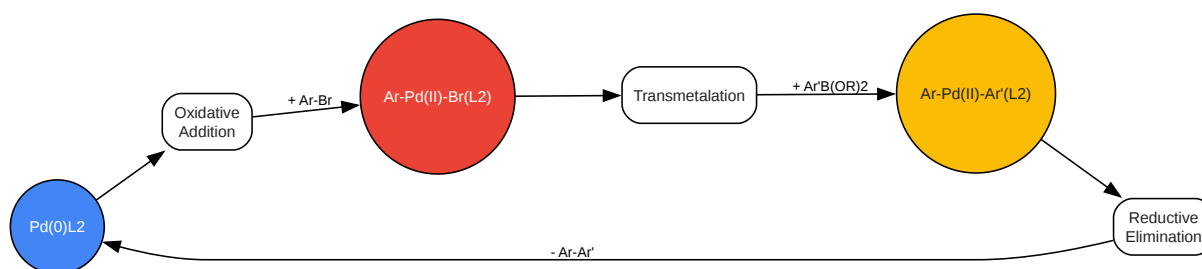 Pd(0)L2
Oxidative
Addition
+ Ar-Br
Ar-Pd(II)-Br(L2)
Transmetalation
+ Ar'B(OR)2
Ar-Pd(II)-Ar'(L2)
Reductive
Elimination
- Ar-Ar'